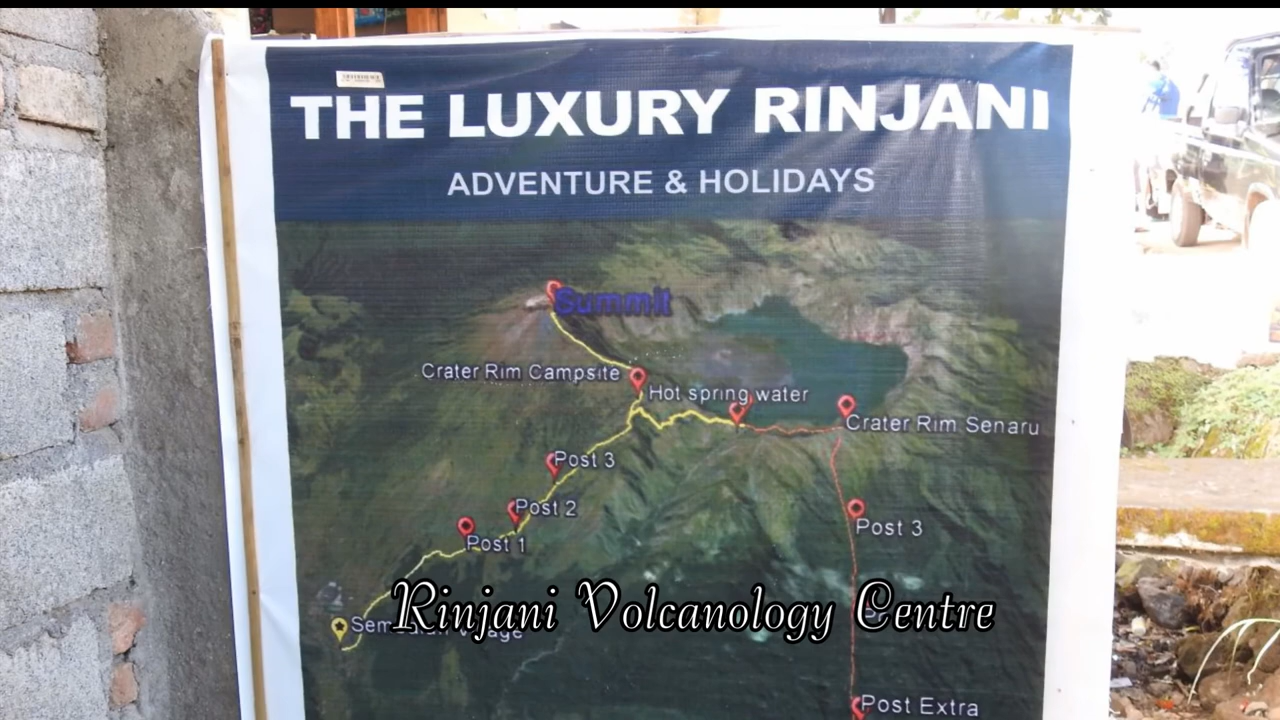 THE LUXURY RINJANI
ADVENTURE & HOLIDAYS
Summit
Crater Rim Campsite
Hot spring water
Crater Rim Senaru
Post 3
Post 2
Post 3
Post 1
Rinjani Volcanology Centre
Post Extra